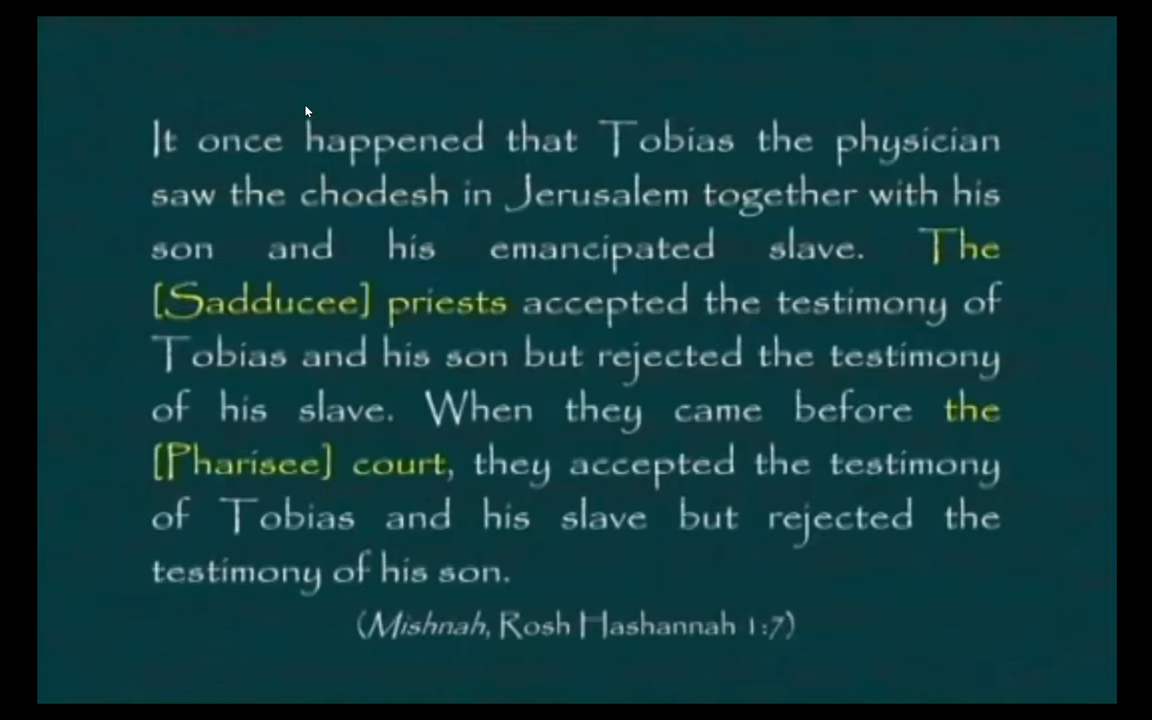 It once happened that Tobias the physician
saw the chodesh in Jerusalem together with his
son and his emancipated slave. The
[Sadducee] priests accepted the testimony of
Tobias and his son but rejected the testimony
of his slave. When they came before the
[Pharisee] court, they accepted the testimony
of Tobias and his slave but rejected the
testimony of his son.
(Mishnah, Rosh Hashannah 1:7)